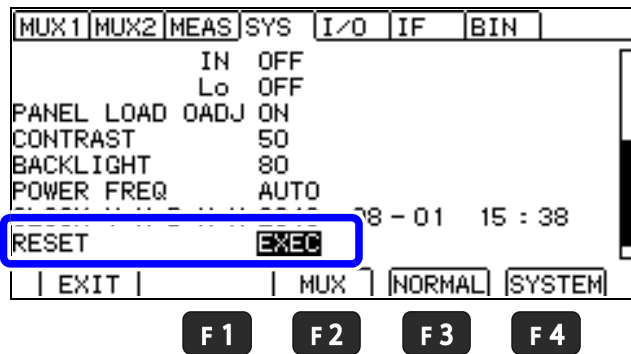 MUX1 MUX2 MEAS SYS I/O IF BIN
IN OFF
Lo OFF
PANEL LOAD 0ADJ ON
CONTRAST 50
BACKLIGHT 80
POWER FREQ AUTO
08-01 15:38
RESET EXEC
EXIT MUX NORMAL SYSTEM
F1 F2 F3 F4